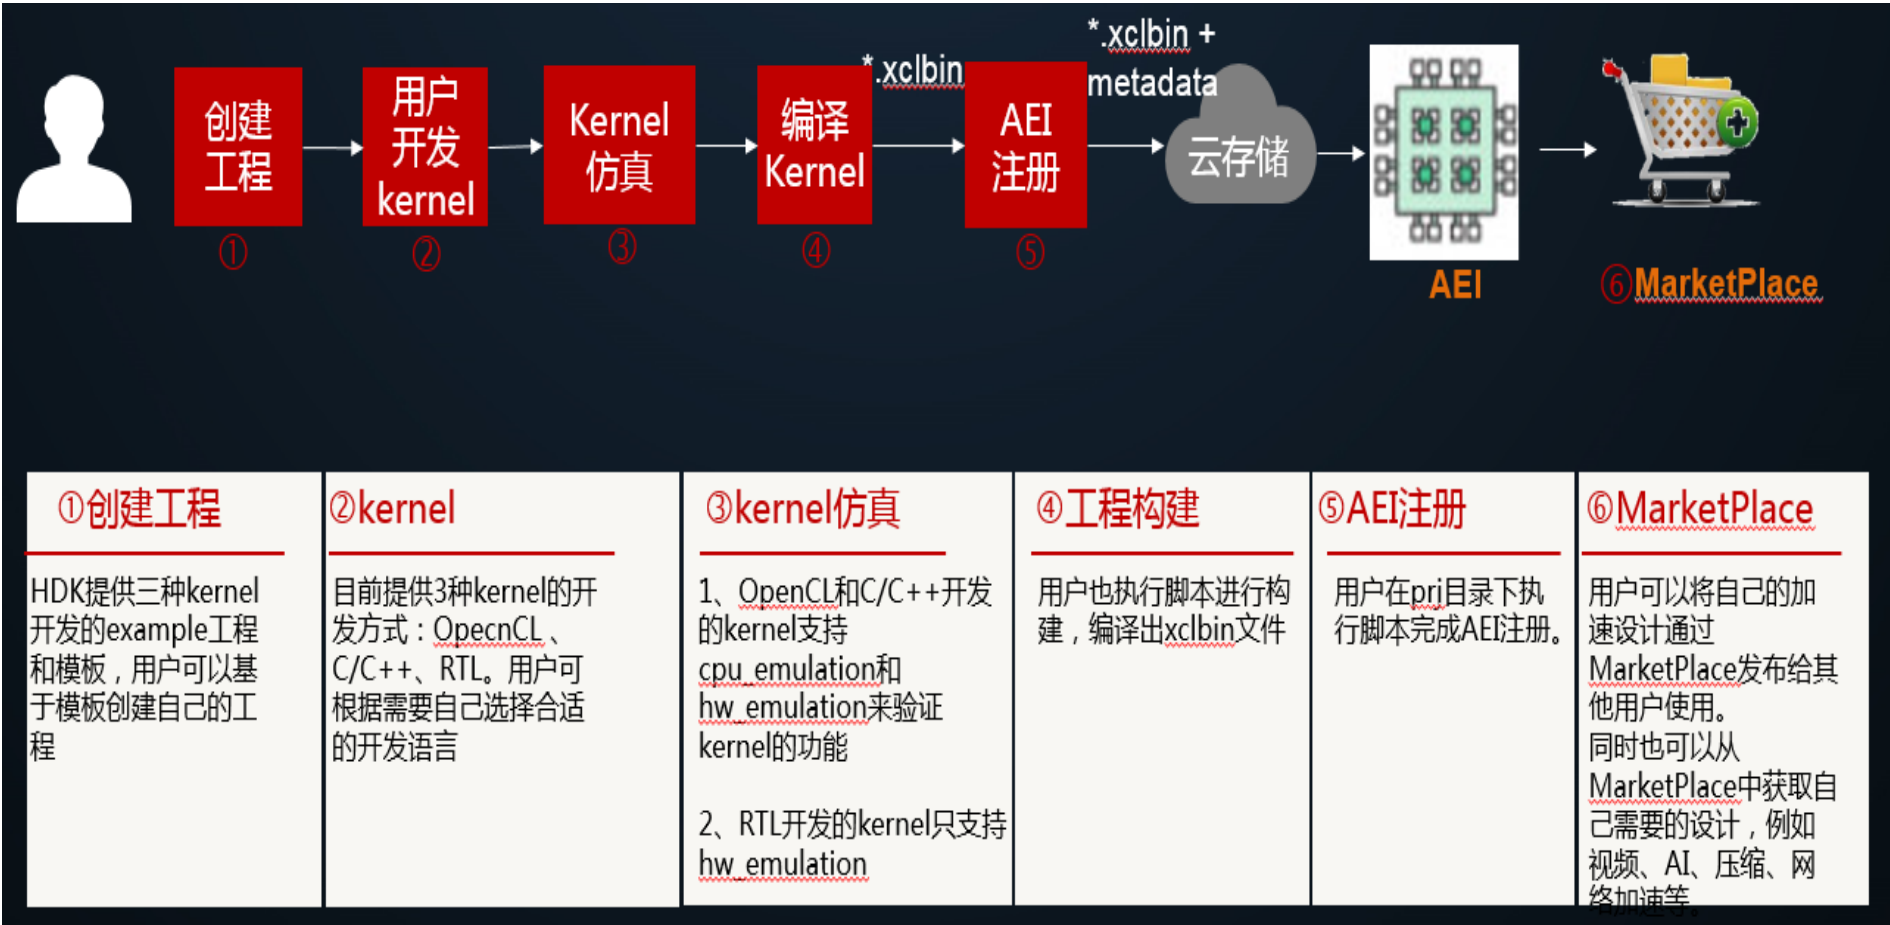 创建
工程
①
用户
开发
kernel
②
Kernel
仿真
③
编译
Kernel
④
*.xclbin
AEI
注册
⑤
*.xclbin +
metadata
云存储
AEI
⑥MarketPlace
①创建工程
HDK提供三种kernel
开发的example工程
和模板，用户可以基
于模板创建自己的工
程
②kernel
目前提供3种kernel的开
发方式：OpecnCL 、
C/C++、RTL。用户可
根据需要自己选择合适
的开发语言
③kernel仿真
1、OpenCL和C/C++开发
的kernel支持
cpu_emulation和
hw_emulation来验证
kernel的功能
2、RTL开发的kernel只支持
hw_emulation
④工程构建
用户也执行脚本进行构
建，编译出xclbin文件
⑤AEI注册
用户在prj目录下执
行脚本完成AEI注册。
⑥MarketPlace
用户可以将自己的加
速设计通过
MarketPlace发布给其
他用户使用。
同时也可以从
MarketPlace中获取自
己需要的设计，例如
视频、AI、压缩、网
络加速等。